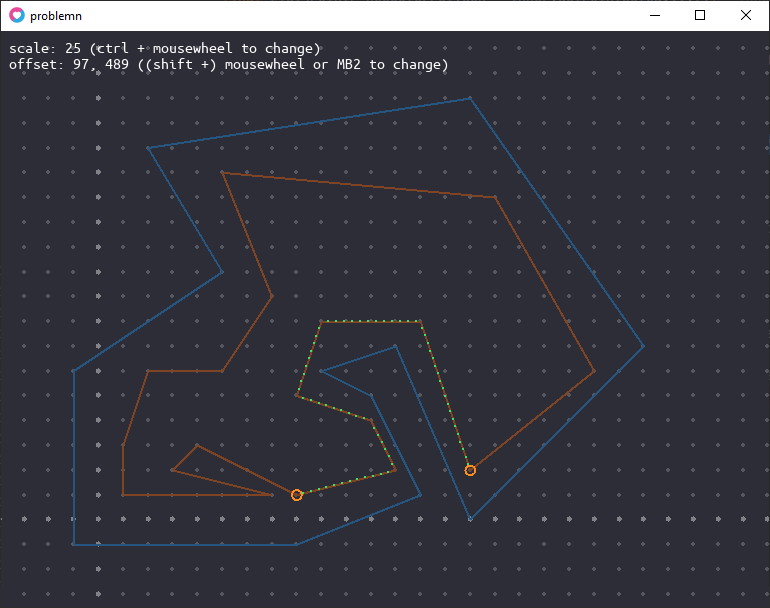 problemn
scale: 25 (ctrl + mousewheel to change)
offset: 97, 489 ((shift +) mousewheel or MB2 to change)